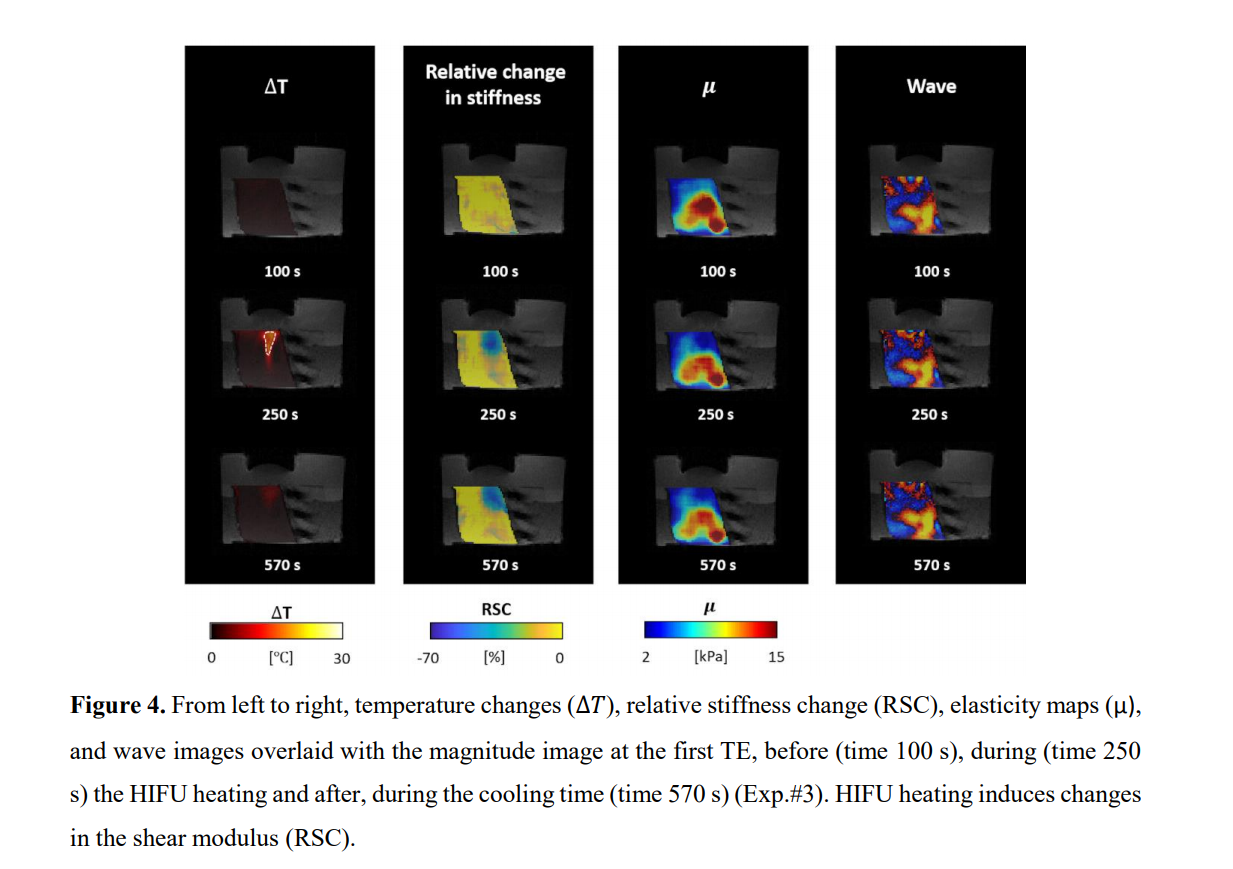 ΔT
Relative change
in stiffness
μ
Wave
100 s
100 s
100 s
100 s
250 s
250 s
250 s
250 s
570 s
570 s
570 s
570 s
ΔT
RSC
μ
0 [°C] 30
-70 [%] 0
2 [kPa] 15
Figure 4. From left to right, temperature changes (ΔT), relative stiffness change (RSC), elasticity maps (μ),
and wave images overlaid with the magnitude image at the first TE, before (time 100 s), during (time 250
s) the HIFU heating and after, during the cooling time (time 570 s) (Exp.#3). HIFU heating induces changes
in the shear modulus (RSC).